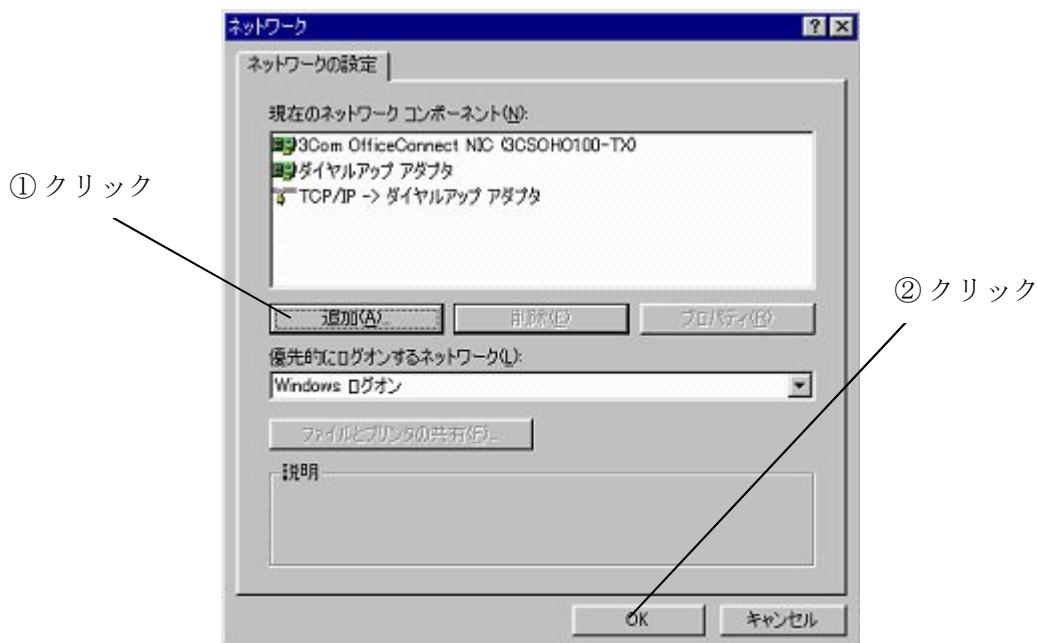 ネットワーク
ネットワークの設定
現在のネットワーク コンポーネント(N):
3Com OfficeConnect NIC (3CSOHO100-TX)
ダイヤルアップ アダプタ
TCP/IP -> ダイヤルアップ アダプタ
①クリック
②クリック
追加(A)... 削除(E) プロパティ(R)
優先的にログオンするネットワーク(L):
Windows ログオン
ファイルとプリンタの共有(F)...
説明
OK キャンセル